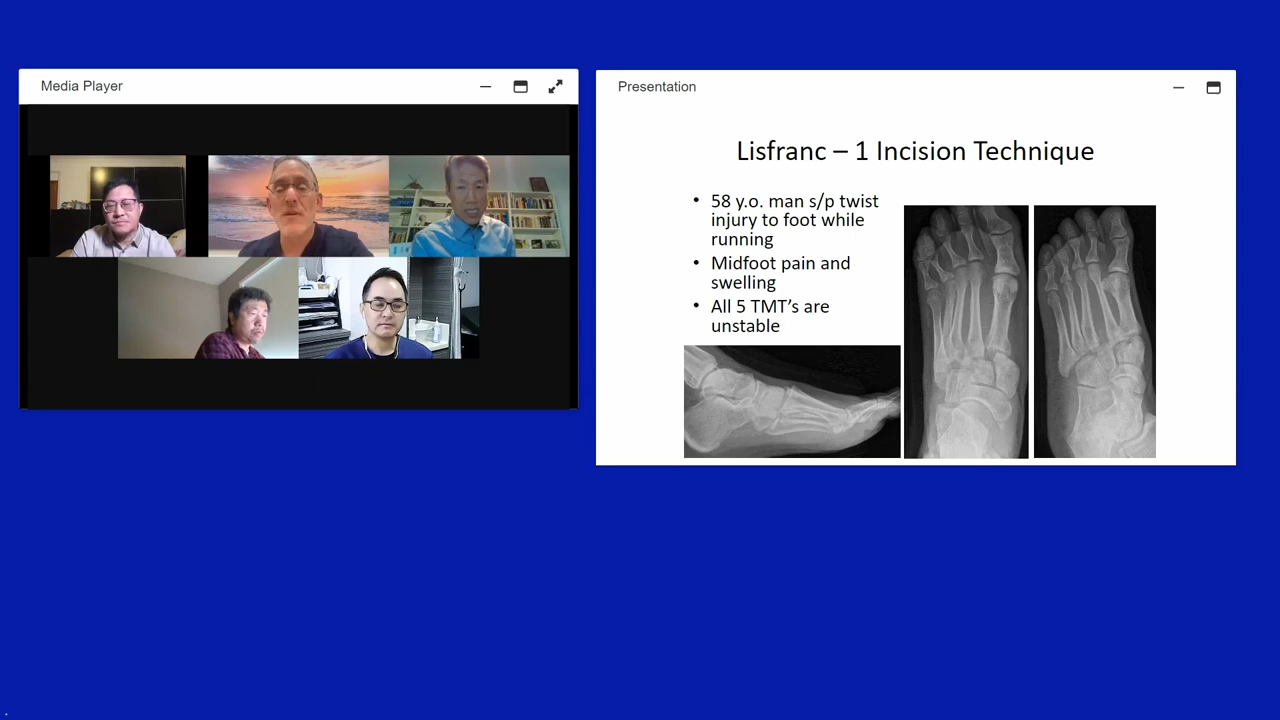 Media Player
Presentation
Lisfranc – 1 Incision Technique
• 58 y.o. man s/p twist
injury to foot while
running
• Midfoot pain and
swelling
• All 5 TMT's are
unstable